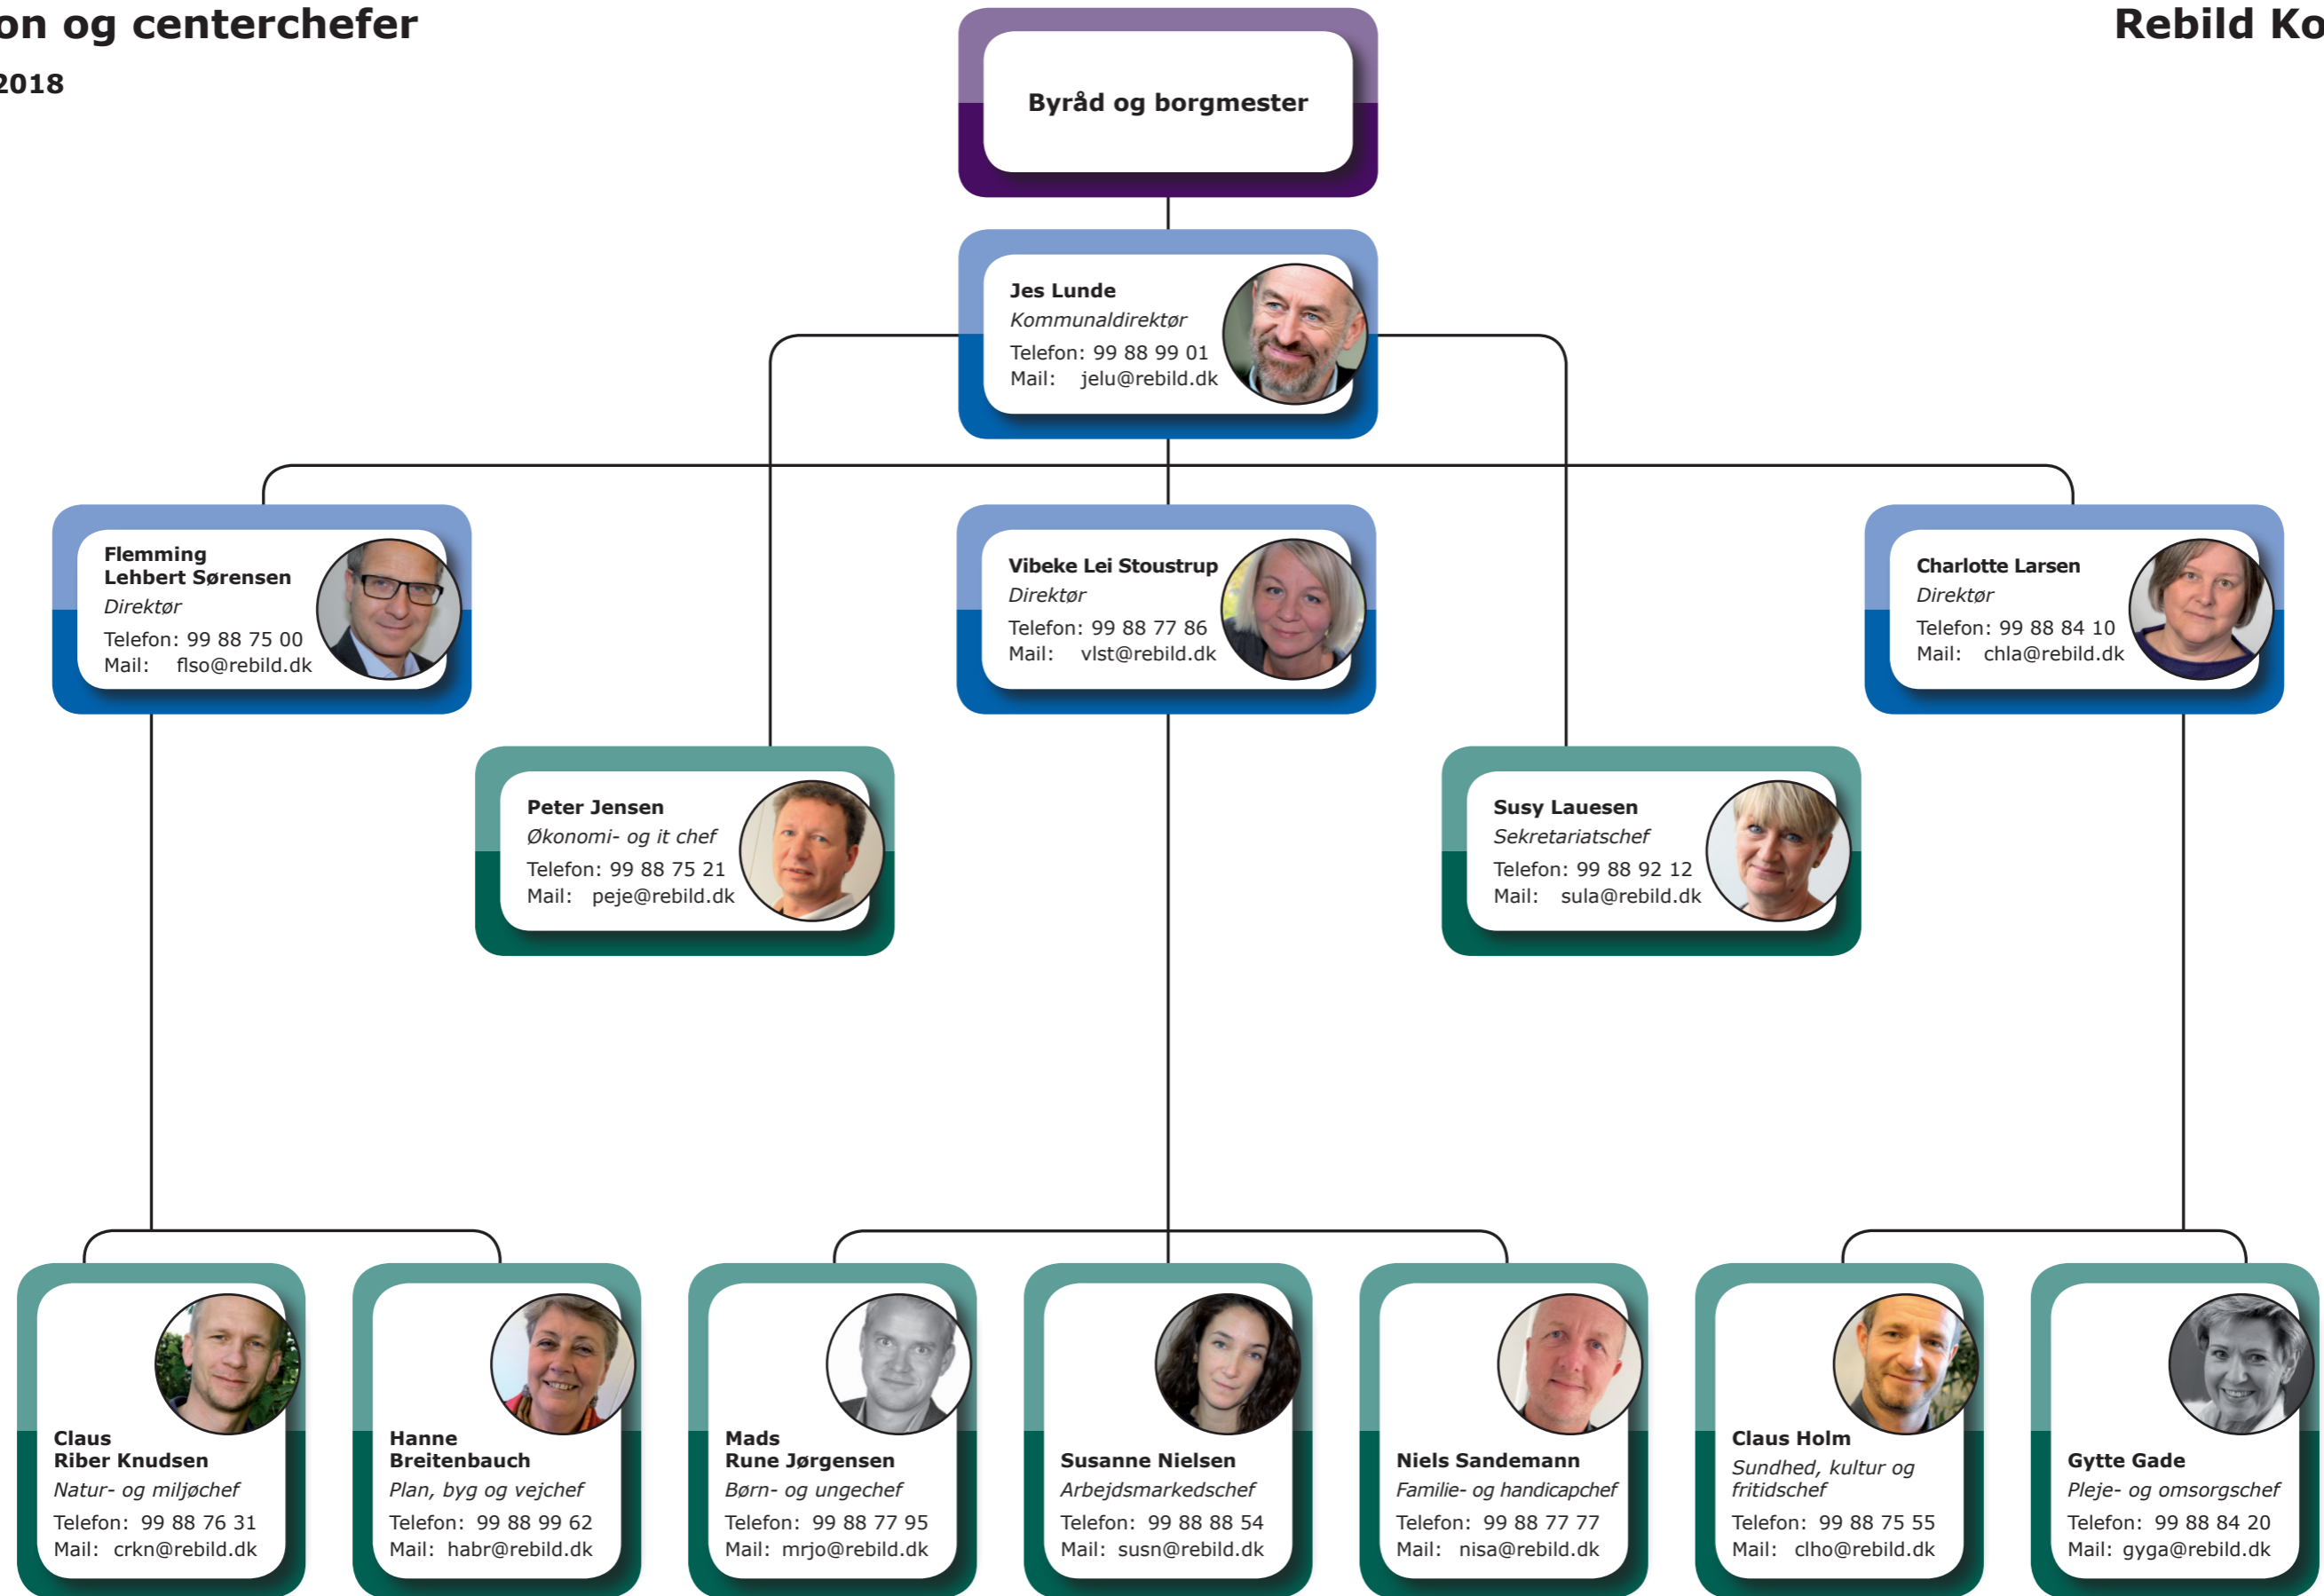 on og centerchefer
Rebild Ko
2018
Byråd og borgmester
Jes Lunde
Kommunaldirektør
Telefon: 99 88 99 01
Mail: jelu@rebild.dk
Flemming
Lehbert Sørensen
Direktør
Telefon: 99 88 75 00
Mail: flso@rebild.dk
Vibeke Lei Stoustrup
Direktør
Telefon: 99 88 77 86
Mail: vlst@rebild.dk
Charlotte Larsen
Direktør
Telefon: 99 88 84 10
Mail: chla@rebild.dk
Peter Jensen
Økonomi- og it chef
Telefon: 99 88 75 21
Mail: peje@rebild.dk
Susy Lauesen
Sekretariatschef
Telefon: 99 88 92 12
Mail: sula@rebild.dk
Claus
Riber Knudsen
Natur- og miljøchef
Telefon: 99 88 76 31
Mail: crkn@rebild.dk
Hanne
Breitenbauch
Plan, byg og vejchef
Telefon: 99 88 99 62
Mail: habr@rebild.dk
Mads
Rune Jørgensen
Børn- og ungechef
Telefon: 99 88 77 95
Mail: mrjo@rebild.dk
Susanne Nielsen
Arbejdsmarkedschef
Telefon: 99 88 88 54
Mail: susn@rebild.dk
Niels Sandemann
Familie- og handicapchef
Telefon: 99 88 77 77
Mail: nisa@rebild.dk
Claus Holm
Sundhed, kultur og
fritidschef
Telefon: 99 88 75 55
Mail: clho@rebild.dk
Gytte Gade
Pleje- og omsorgschef
Telefon: 99 88 84 20
Mail: gyga@rebild.dk